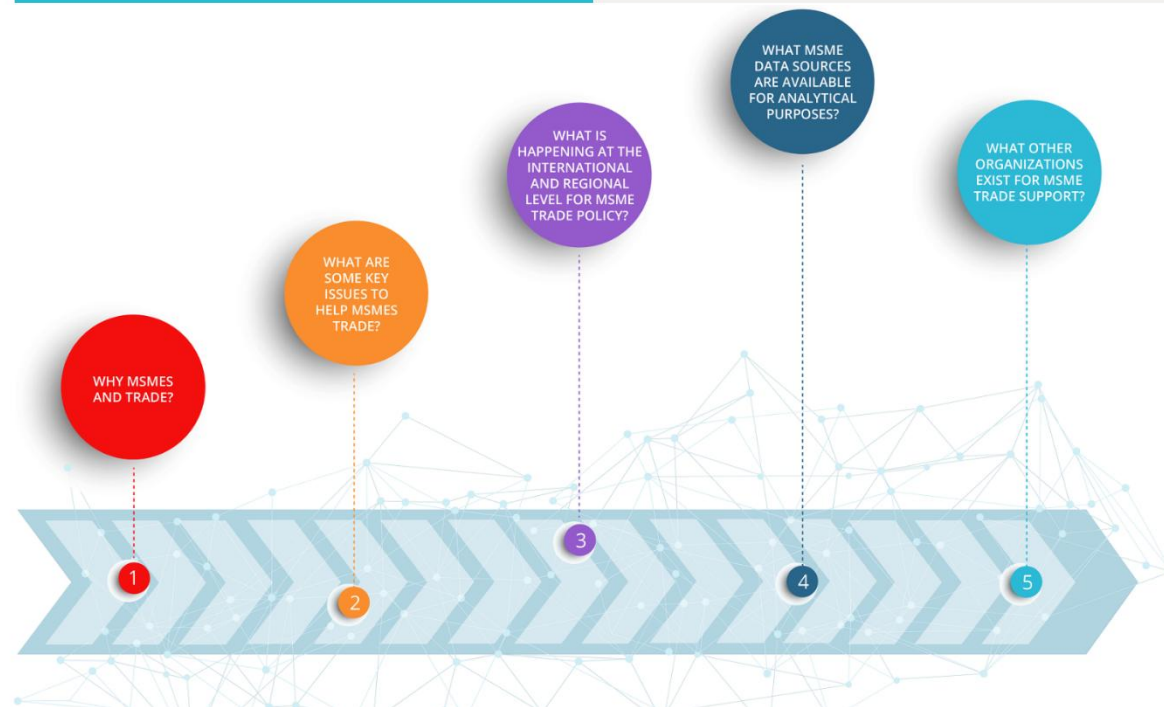 WHY MSMES
AND TRADE?
1
WHAT ARE
SOME KEY
ISSUES TO
HELP MSMES
TRADE?
2
WHAT IS
HAPPENING AT THE
INTERNATIONAL
AND REGIONAL
LEVEL FOR MSME
TRADE POLICY?
3
WHAT MSME
DATA SOURCES
ARE AVAILABLE
FOR ANALYTICAL
PURPOSES?
4
WHAT OTHER
ORGANIZATIONS
EXIST FOR MSME
TRADE SUPPORT?
5